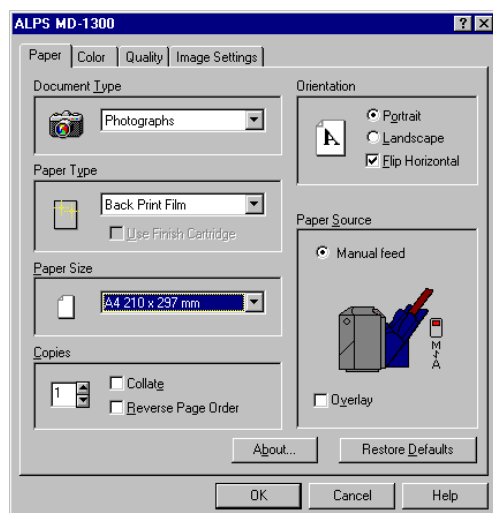 ALPS MD-1300
Paper Color Quality Image Settings
Document Type
Photographs
Paper Type
Back Print Film
Use Finish Cartridge
Paper Size
A4 210 x 297 mm
Copies
1
Collate
Reverse Page Order
Orientation
A
Portrait
Landscape
Flip Horizontal
Paper Source
Manual feed
M
A
Overlay
About...
Restore Defaults
OK
Cancel
Help